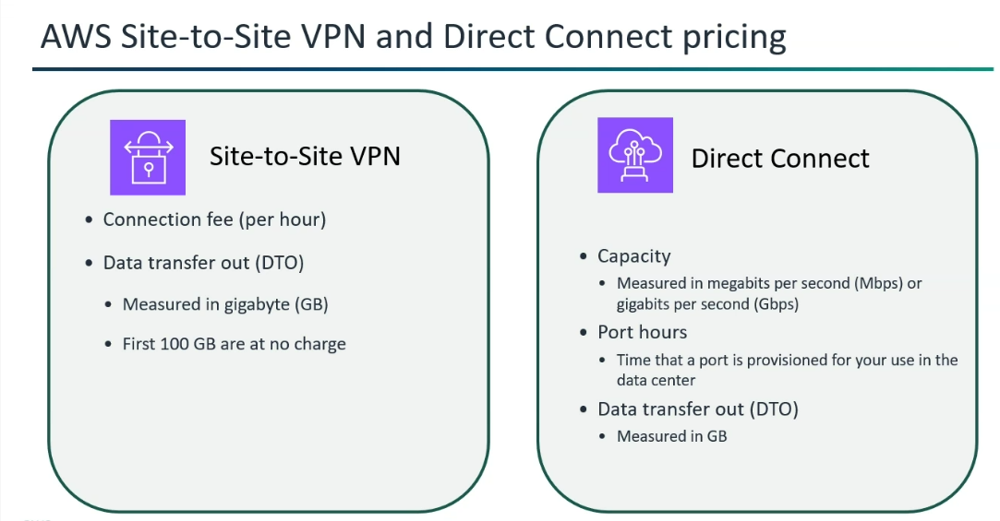 AWS Site-to-Site VPN and Direct Connect pricing
Site-to-Site VPN
• Connection fee (per hour)
• Data transfer out (DTO)
• Measured in gigabyte (GB)
• First 100 GB are at no charge
Direct Connect
• Capacity
• Measured in megabits per second (Mbps) or
gigabits per second (Gbps)
• Port hours
• Time that a port is provisioned for your use in the
data center
• Data transfer out (DTO)
• Measured in GB